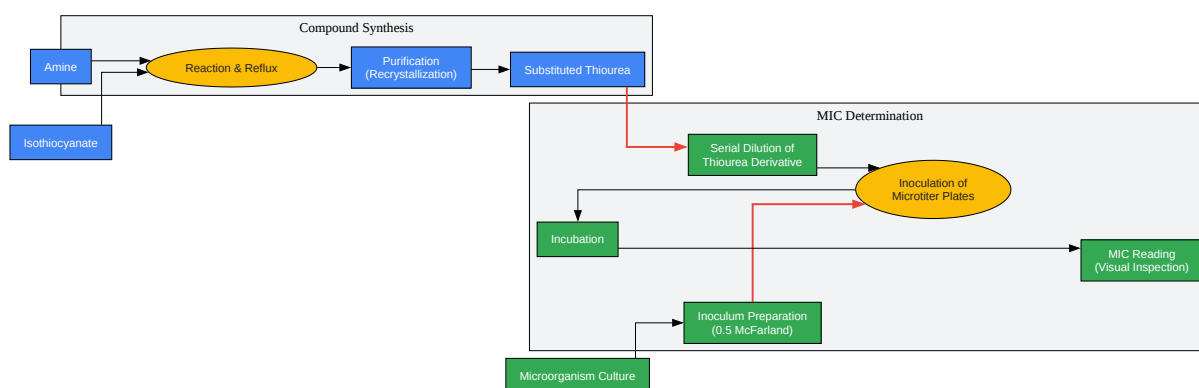 Compound Synthesis
Amine
Reaction & Reflux
Purification
(Recrystallization)
Substituted Thiourea
Isothiocyanate
MIC Determination
Serial Dilution of
Thiourea Derivative
Inoculation of
Microtiter Plates
Incubation
MIC Reading
(Visual Inspection)
Inoculum Preparation
(0.5 McFarland)
Microorganism Culture